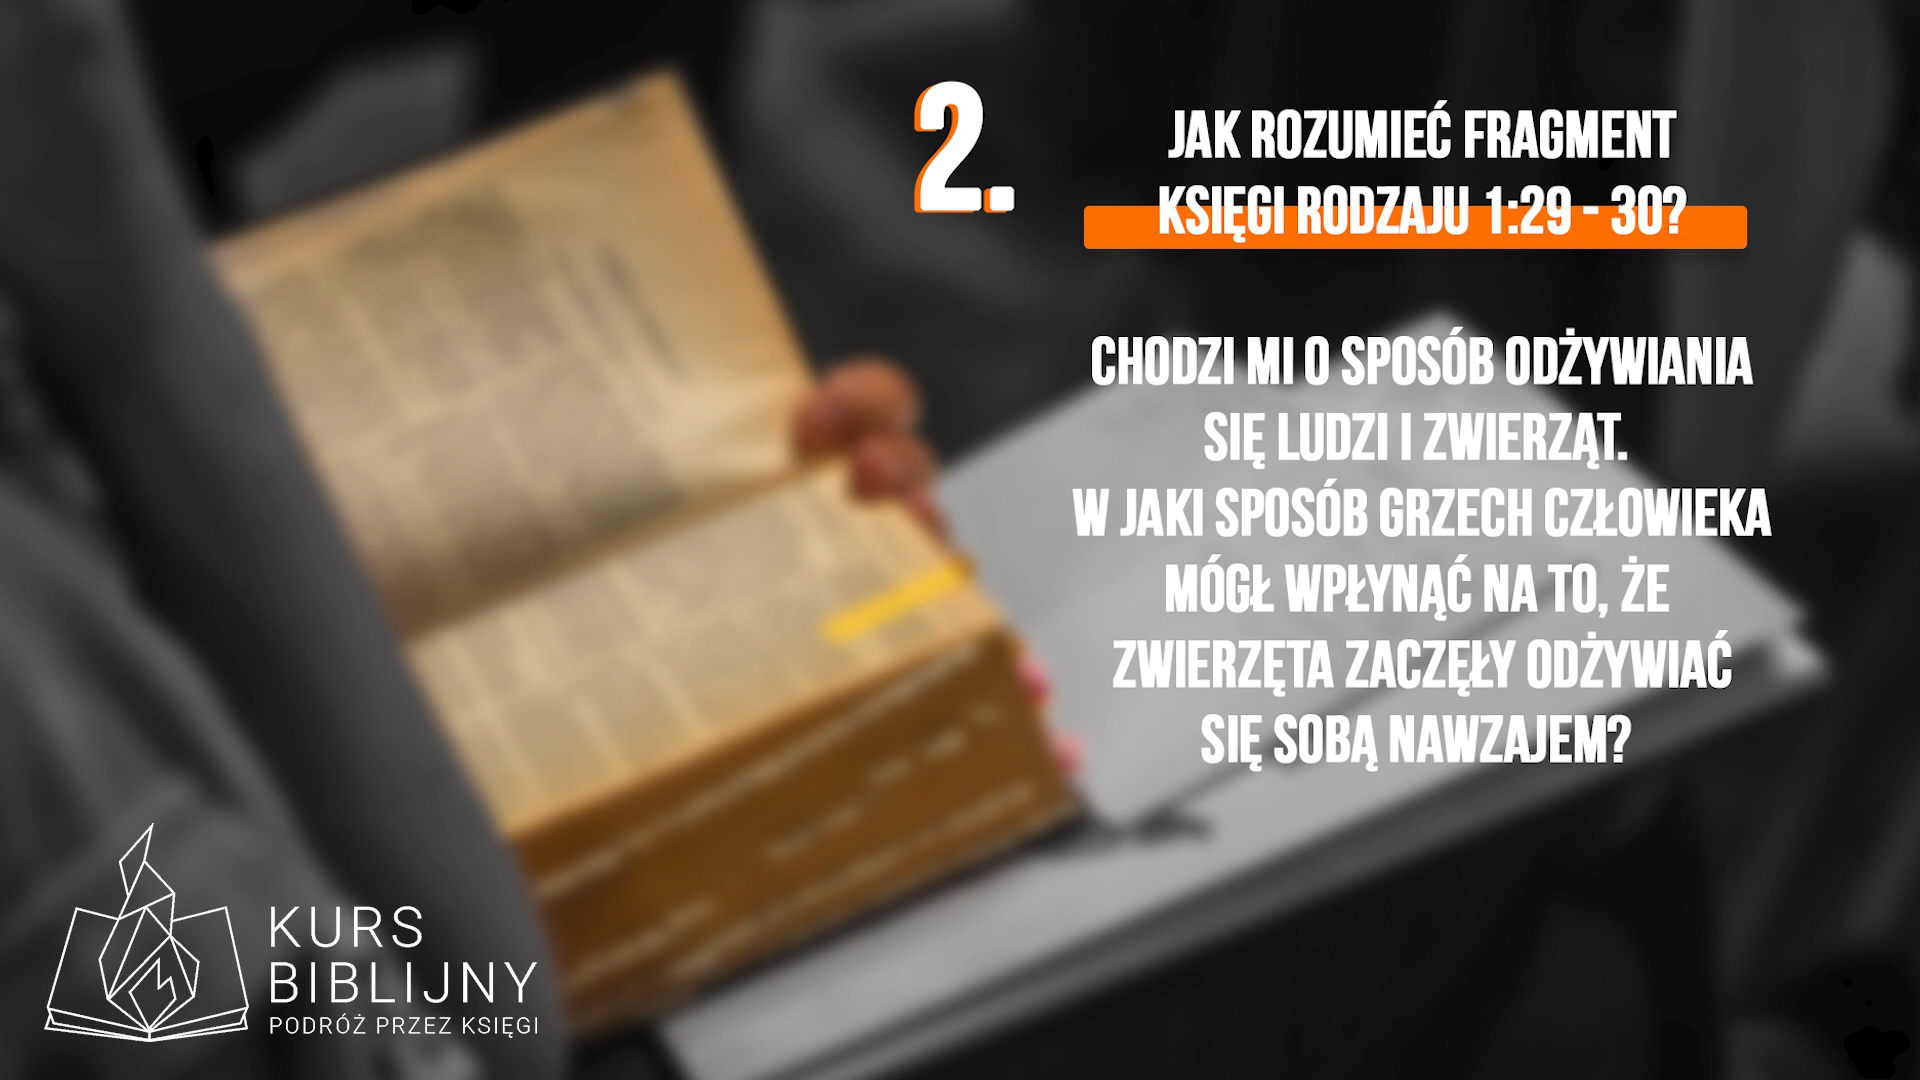 2.
JAK ROZUMIEĆ FRAGMENT
KSIĘGI RODZAJU 1:29 - 30?
CHODZI MI O SPOSÓB ODŻYWIANIA
SIĘ LUDZI I ZWIERZĄT.
W JAKI SPOSÓB GRZECH CZŁOWIEKA
MÓGŁ WPŁYNĄĆ NA TO, ŻE
ZWIERZĘTA ZACZĘŁY ODŻYWIAĆ
SIĘ SOBĄ NAWZAJEM?
KURS
BIBLIJNY
PODRÓŻ PRZEZ KSIĘGI